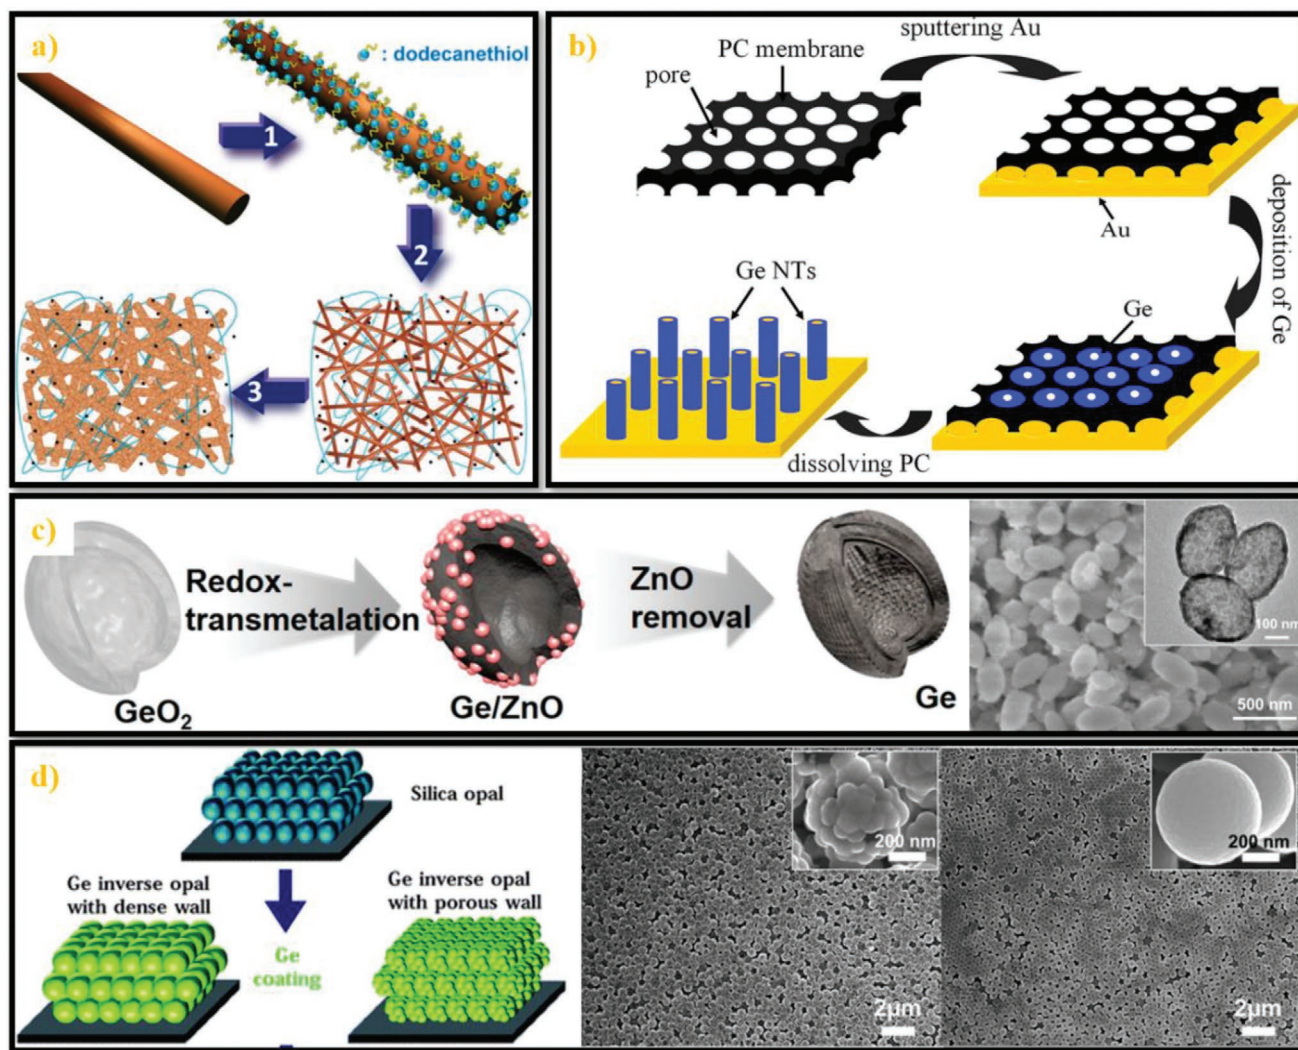 a)
: dodecanethiol
1
2
3
b)
sputtering Au
PC membrane
pore
Au
deposition of Ge
Ge
Ge NTs
dissolving PC
c)
Redox-
transmetalation
ZnO
removal
GeO₂
Ge/ZnO
Ge
100 nm
500 nm
d)
Silica opal
Ge inverse opal
with dense wall
Ge inverse opal
with porous wall
Ge
coating
200 nm
2μm
200 nm
2μm